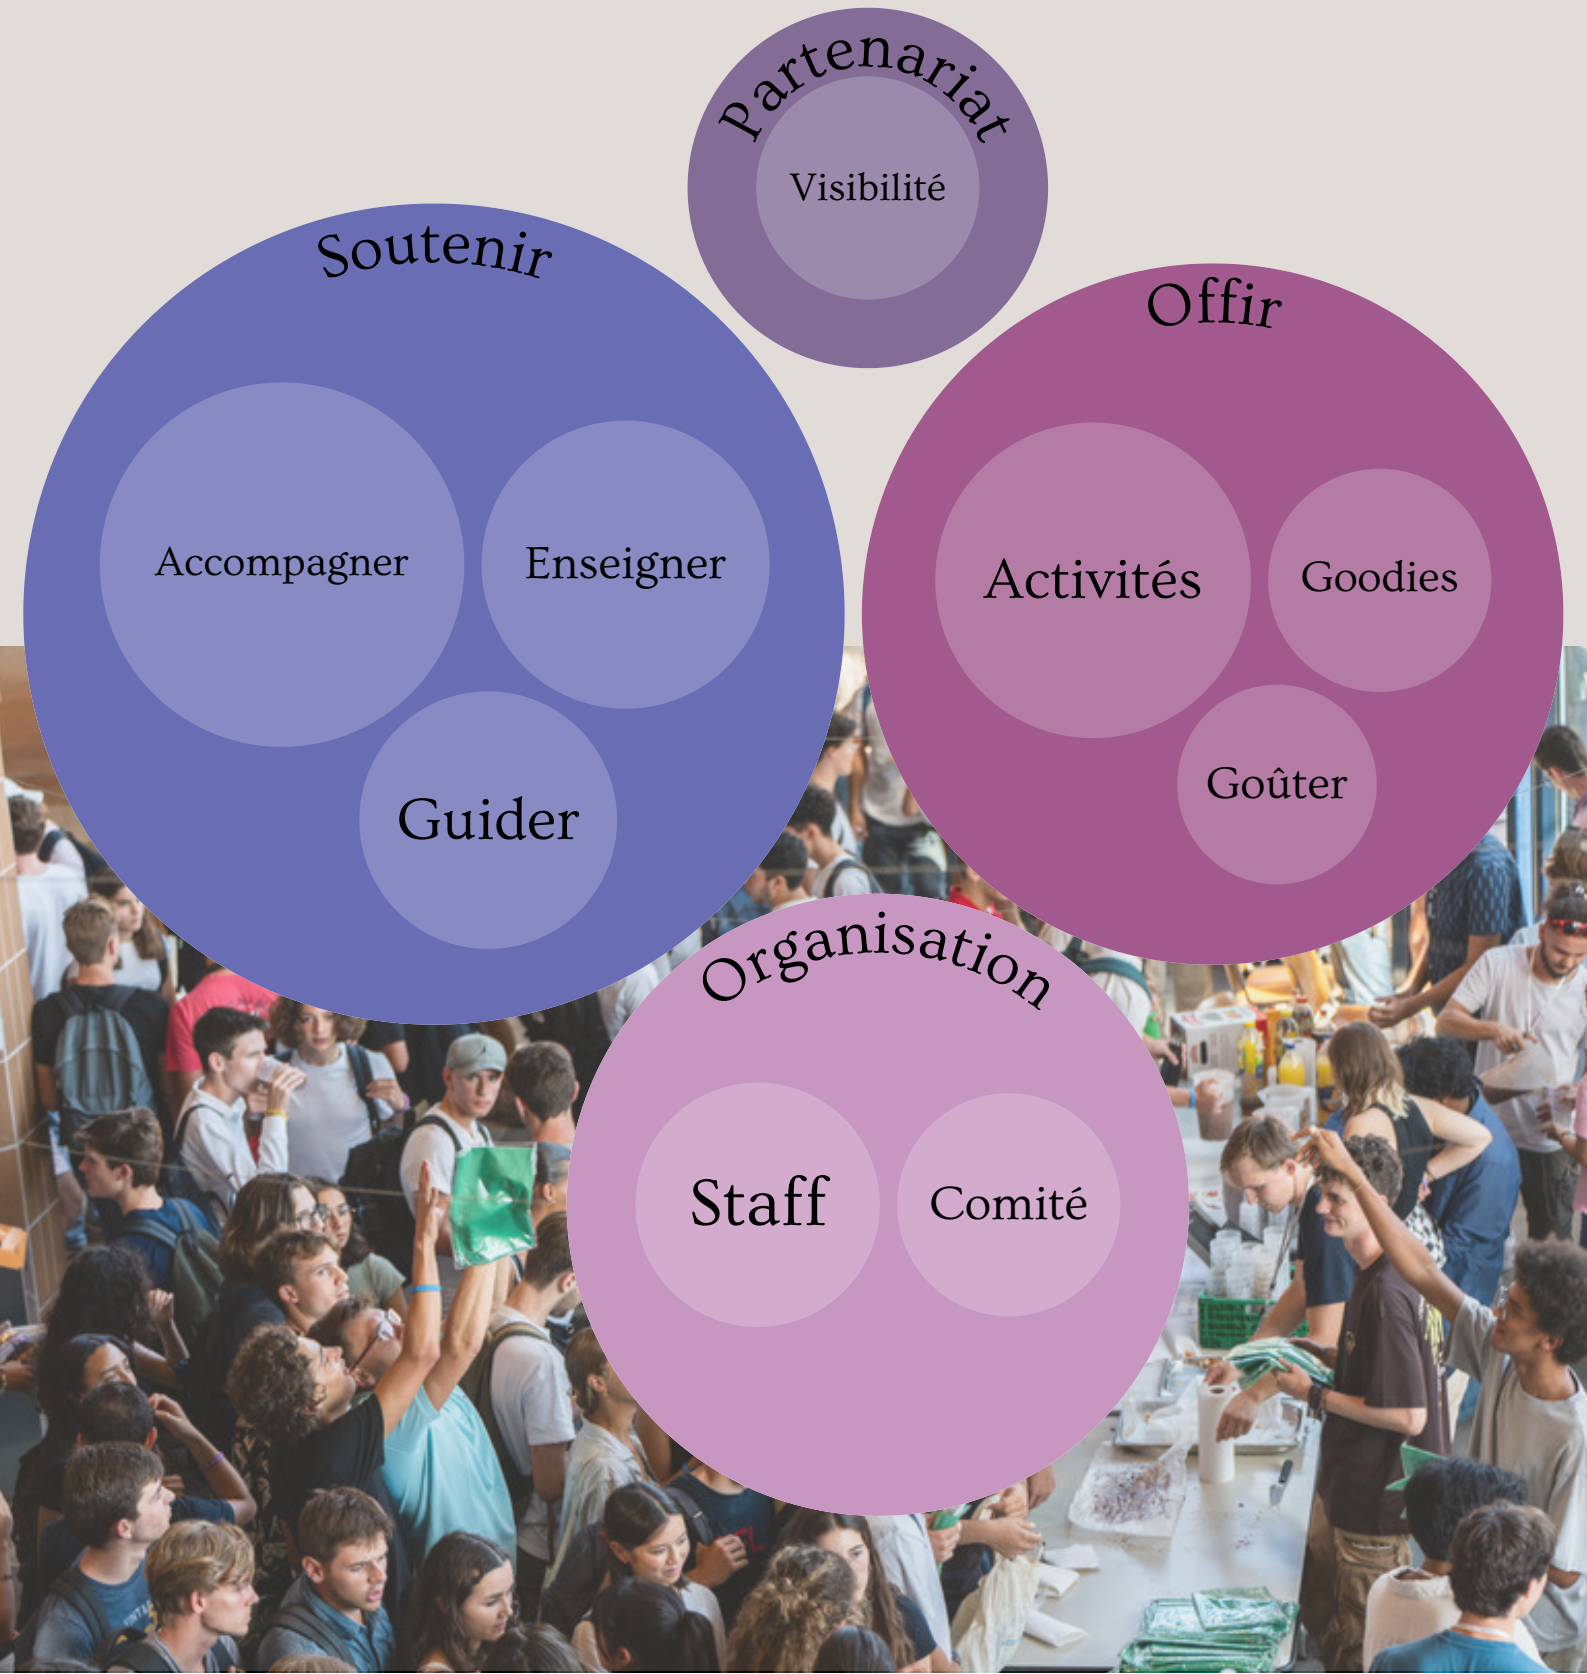 Partenariat
Visibilité
Soutenir
Accompagner
Enseigner
Guider
Offir
Activités
Goodies
Goûter
Organisation
Staff
Comité